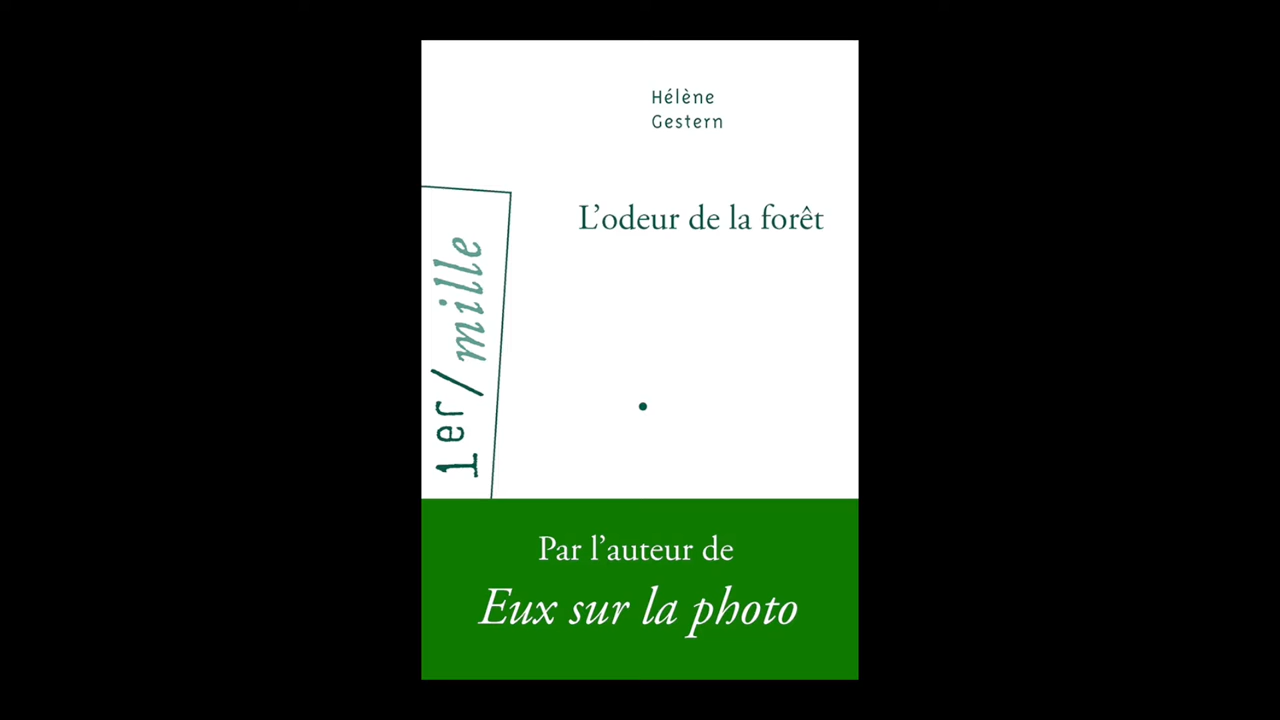 Hélène
Gestern
L’odeur de la forêt
1er/mille
Par l’auteur de
Eux sur la photo